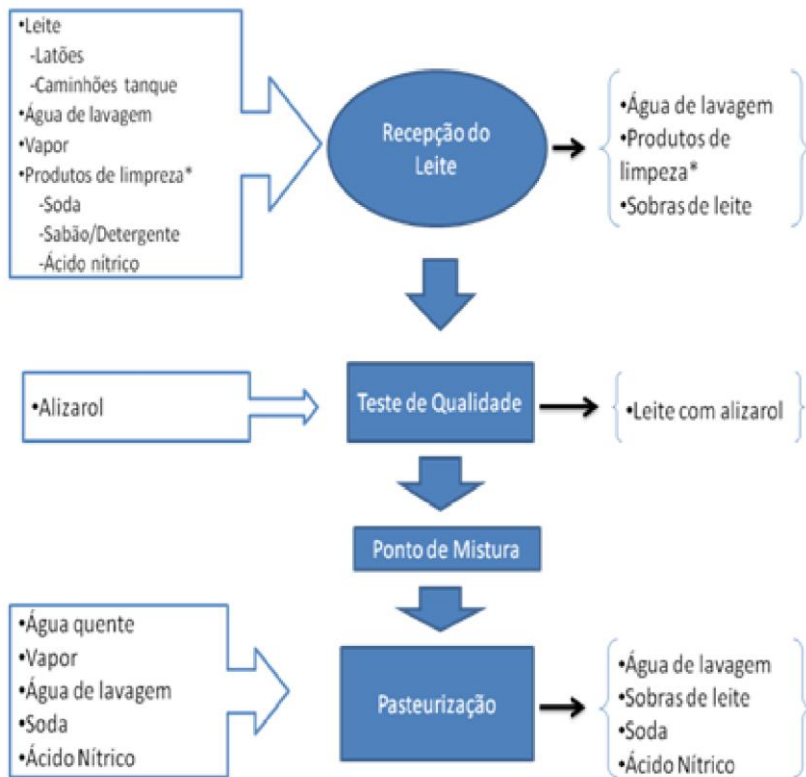 •Leite
-Latões
-Caminhões tanque
•Água de lavagem
•Vapor
•Produtos de limpreza*
-Soda
-Sabão/Detergente
-Ácido nítrico
Recepção do
Leite
•Água de lavagem
•Produtos de
limpeza*
•Sobras de leite
•Alizarol
Teste de Qualidade
•Leite com alizarol
Ponto de Mistura
•Água quente
•Vapor
•Água de lavagem
•Soda
•Ácido Nítrico
Pasteurização
•Água de lavagem
•Sobras de leite
•Soda
•Ácido Nítrico